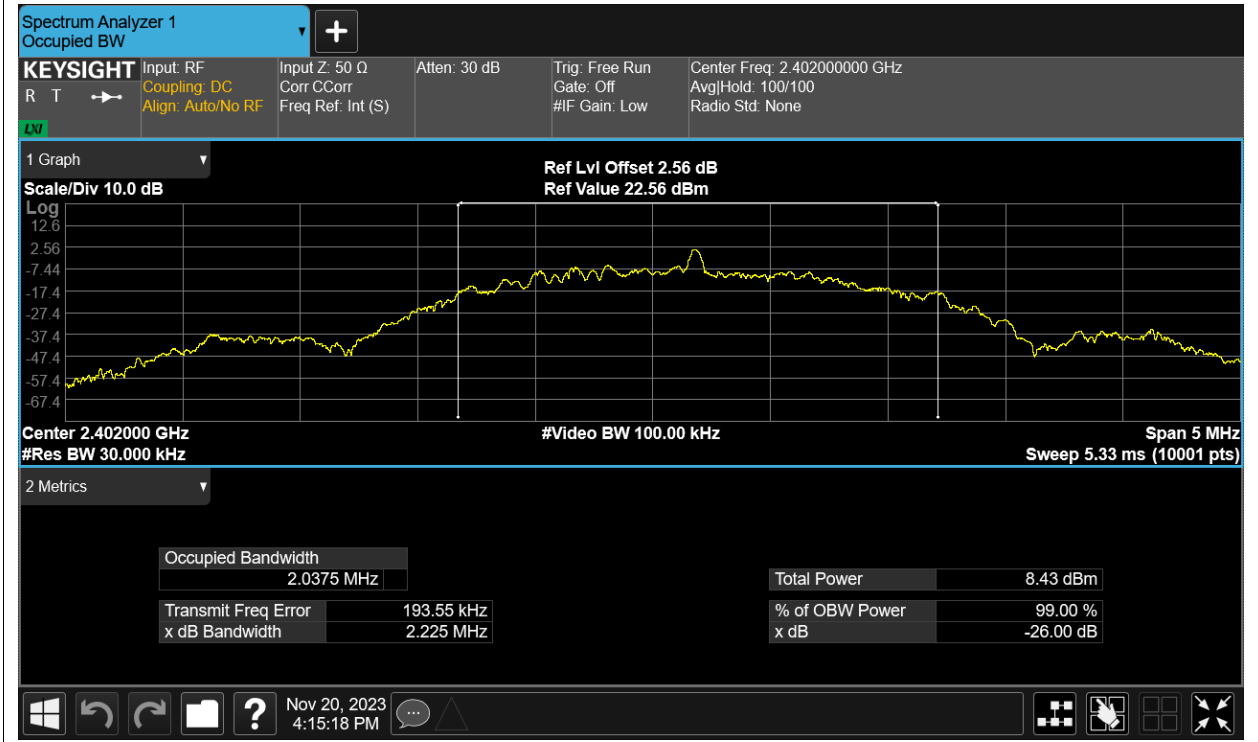 Spectrum Analyzer 1
Occupied BW
KEYSIGHT Input: RF Input Z: 50 Ω Atten: 30 dB Trig: Free Run Center Freq: 2.402000000 GHz
R T Coupling: DC Corr CCorr Gate: Off Avg|Hold: 100/100
Align: Auto/No RF Freq Ref: Int (S) #IF Gain: Low Radio Std: None
LXI
1 Graph
Ref Lvl Offset 2.56 dB
Scale/Div 10.0 dB Ref Value 22.56 dBm
Log
12.6
2.56
-7.44
-17.4
-27.4
-37.4
-47.4
-57.4
-67.4
Center 2.402000 GHz #Video BW 100.00 kHz Span 5 MHz
#Res BW 30.000 kHz Sweep 5.33 ms (10001 pts)
2 Metrics
Occupied Bandwidth
2.0375 MHz Total Power 8.43 dBm
Transmit Freq Error 193.55 kHz % of OBW Power 99.00 %
x dB Bandwidth 2.225 MHz x dB -26.00 dB
? Nov 20, 2023
4:15:18 PM